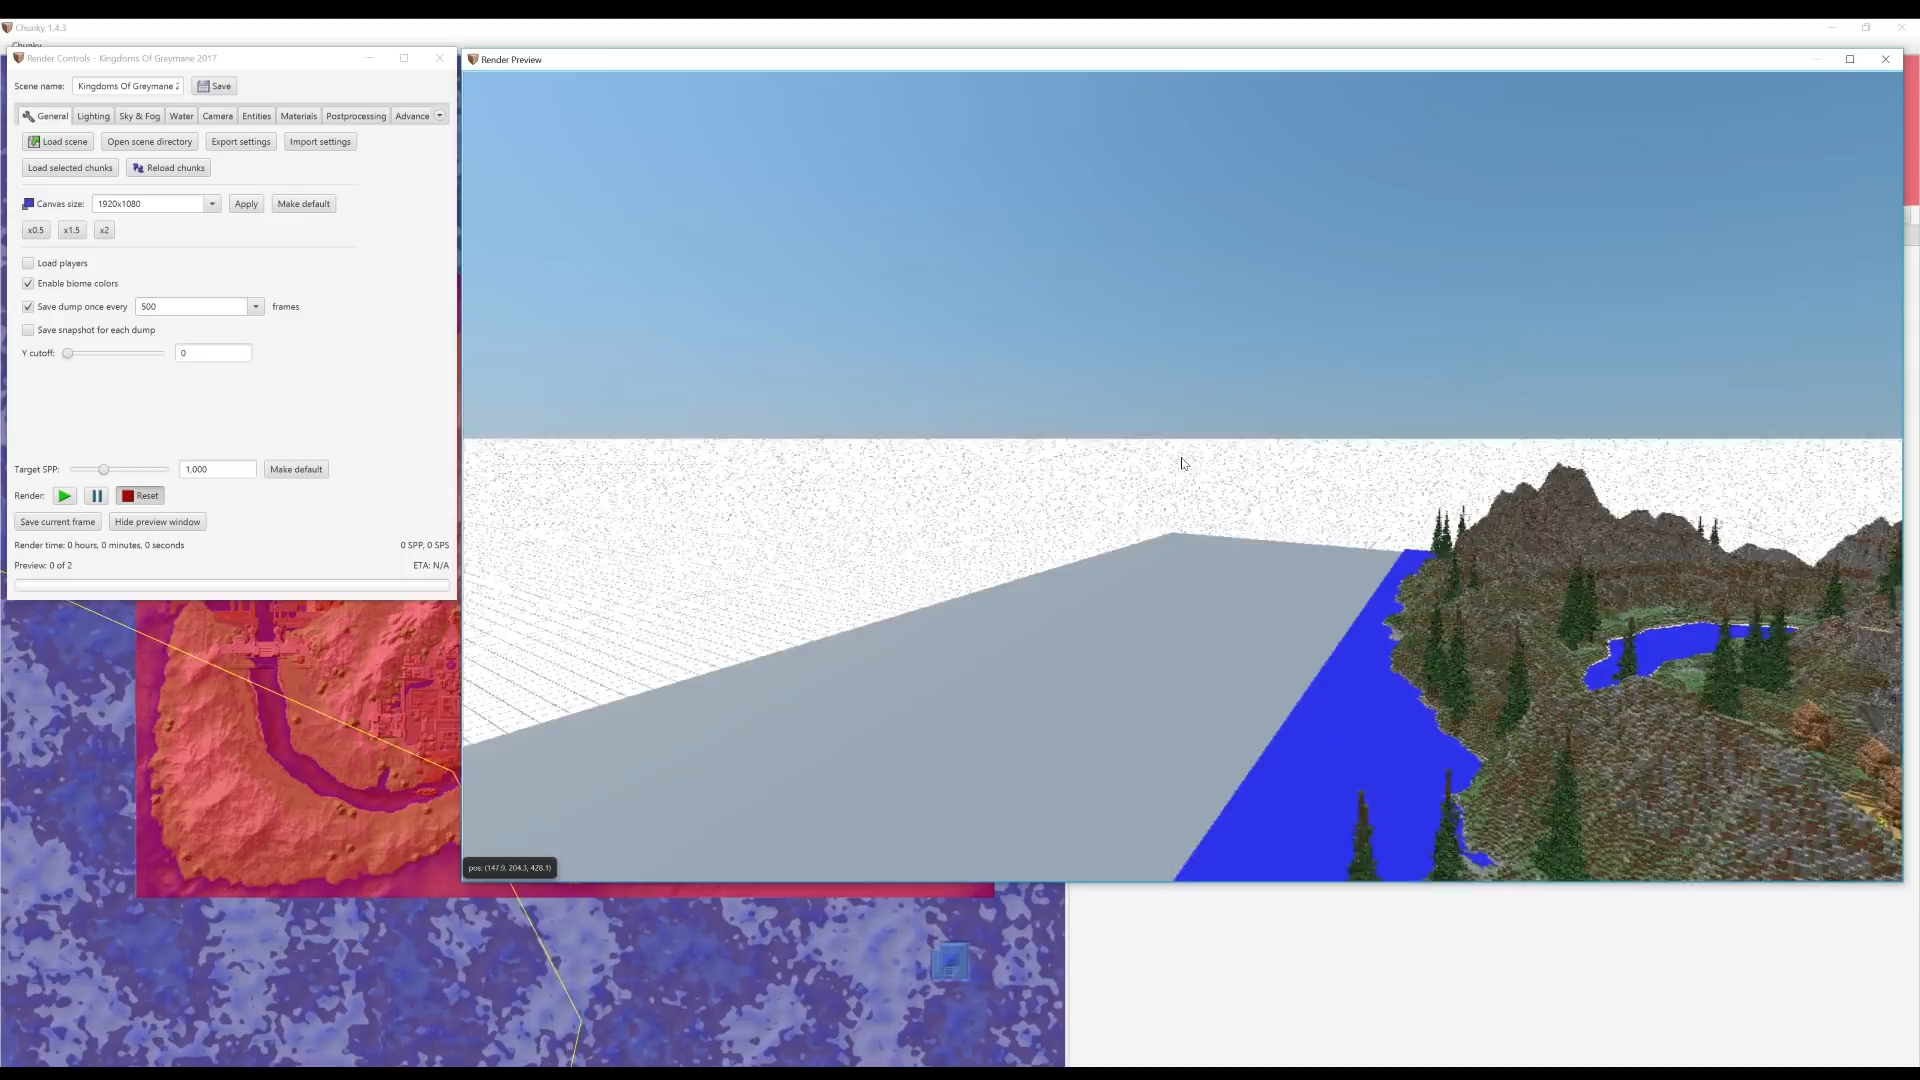 Chunky 1.4.3
Chunky
Render Controls - Kingdoms Of Greymane 2017
Scene name: Kingdoms Of Greymane 2 Save
General Lighting Sky & Fog Water Camera Entities Materials Postprocessing Advance
Load scene Open scene directory Export settings Import settings
Load selected chunks Reload chunks
Canvas size: 1920x1080 Apply Make default
x0.5 x1.5 x2
Load players
Enable biome colors
Save dump once every 500 frames
Save snapshot for each dump
Y cutoff: 0
Target SPP: 1,000 Make default
Render: Reset
Save current frame Hide preview window
Render time: 0 hours, 0 minutes, 0 seconds 0 SPP, 0 SPS
Preview: 0 of 2 ETA: N/A
Render Preview
pos: (147.9, 204.3, 428.1)